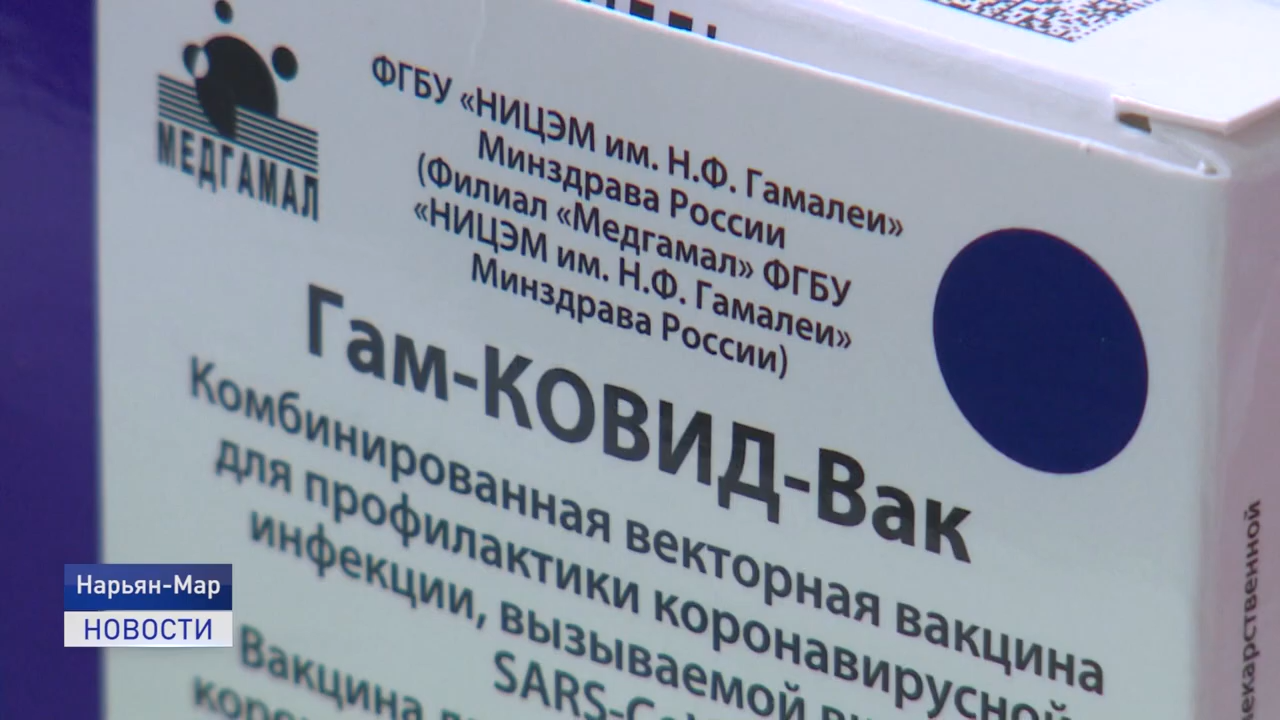 МЕДГАМАЛ
ФГБУ «НИЦЭМ им. Н.Ф. Гамалеи»
Минздрава России
(Филиал «Медгамал» ФГБУ
«НИЦЭМ им. Н.Ф. Гамалеи»
Минздрава России)
Гам-КОВИД-Вак
Комбинированная векторная вакцина
для профилактики коронавирусной
инфекции, вызываемой
Вакцина
Нарьян-Мар
НОВОСТИ